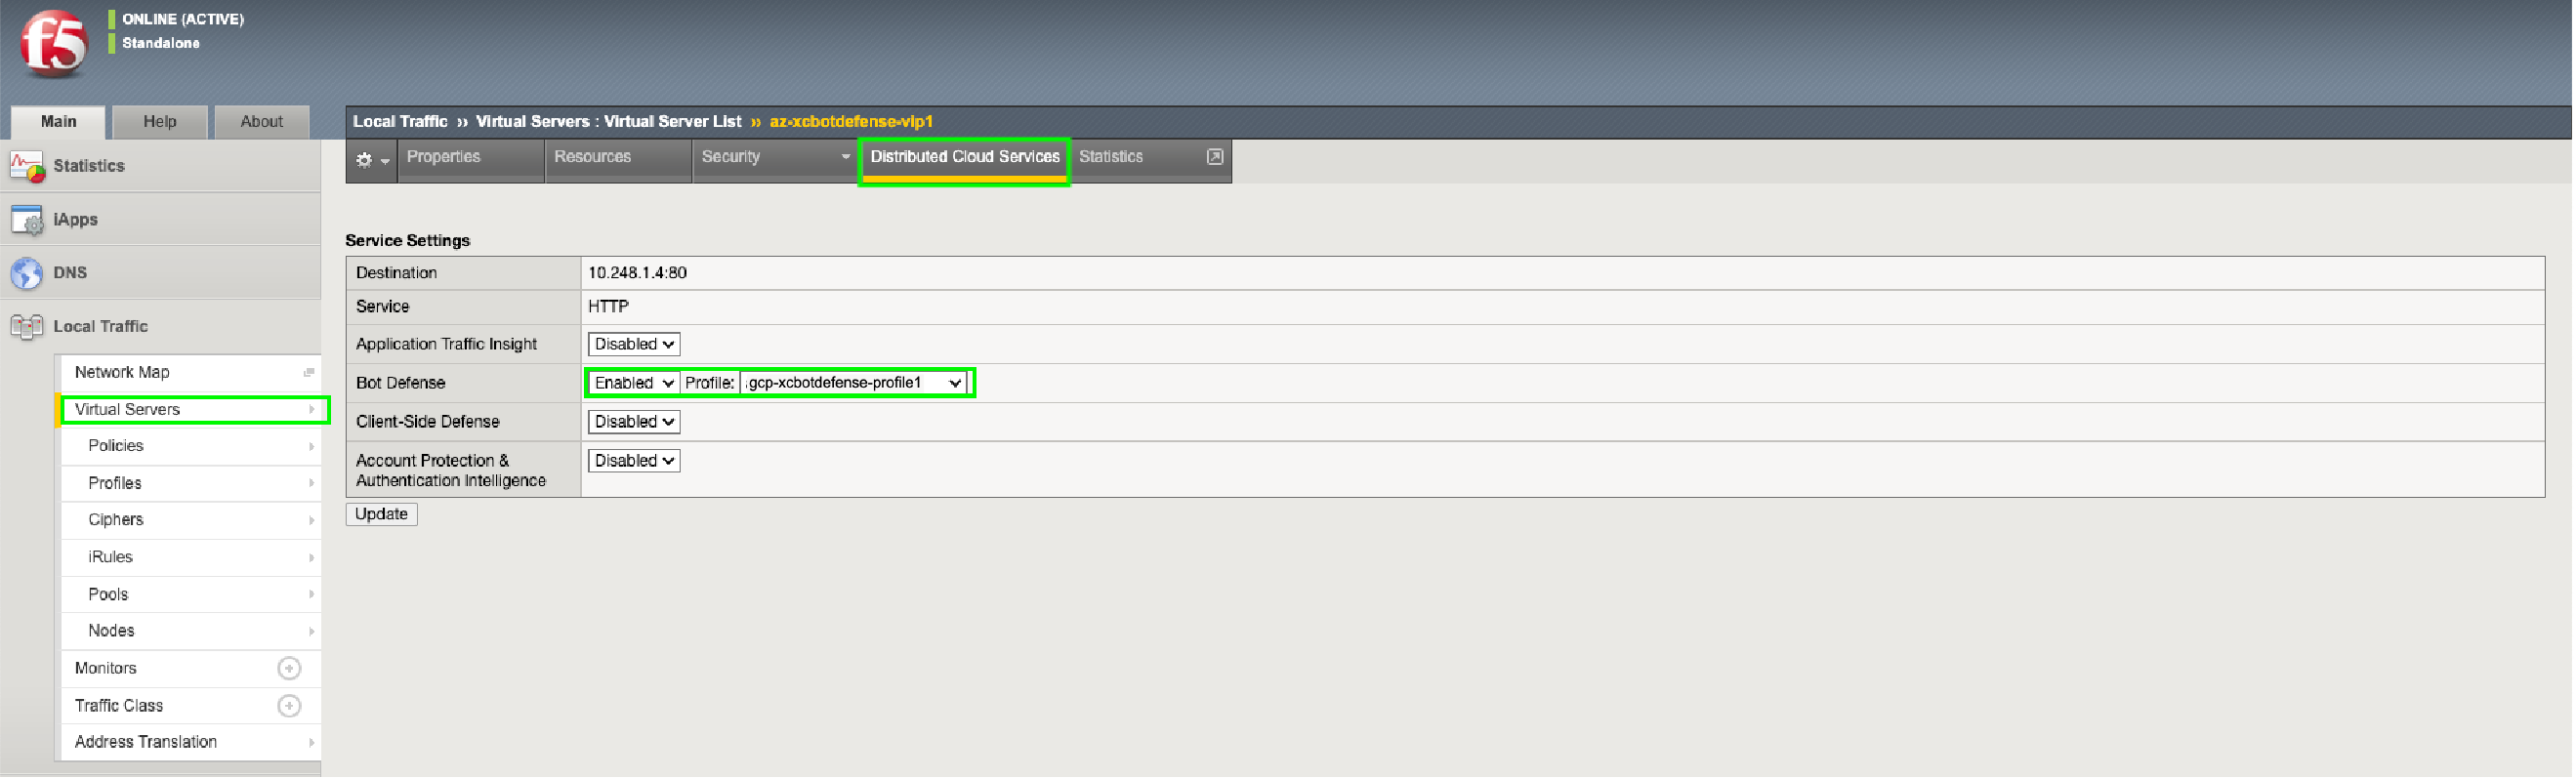 f5
ONLINE (ACTIVE)
Standalone
Main Help About
Local Traffic ›› Virtual Servers : Virtual Server List ›› az-xcbotdefense-vip1
Properties Resources Security Distributed Cloud Services Statistics
Statistics
iApps
DNS
Local Traffic
Network Map
Virtual Servers
Policies
Profiles
Ciphers
iRules
Pools
Nodes
Monitors
Traffic Class
Address Translation
Service Settings
Destination 10.248.1.4:80
Service HTTP
Application Traffic Insight Disabled
Bot Defense Enabled Profile: gcp-xcbotdefense-profile1
Client-Side Defense Disabled
Account Protection & Disabled
Authentication Intelligence
Update